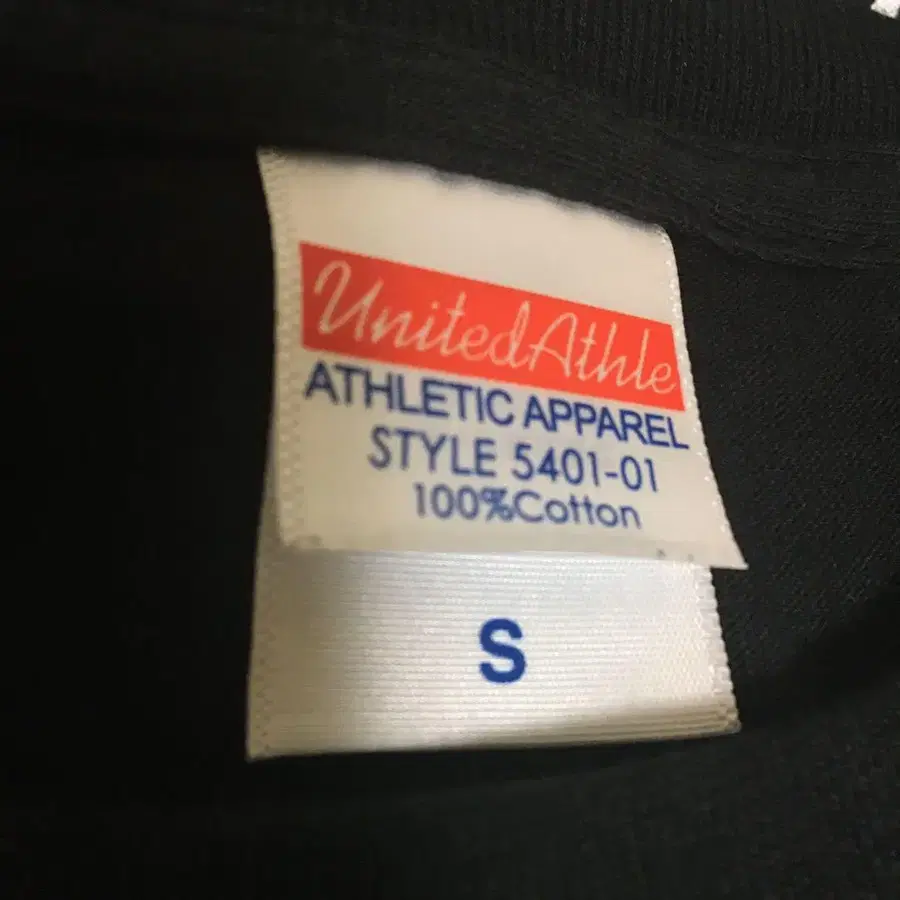 UnitedAthle
ATHLETIC APPAREL
STYLE 5401-01
100%Cotton
S